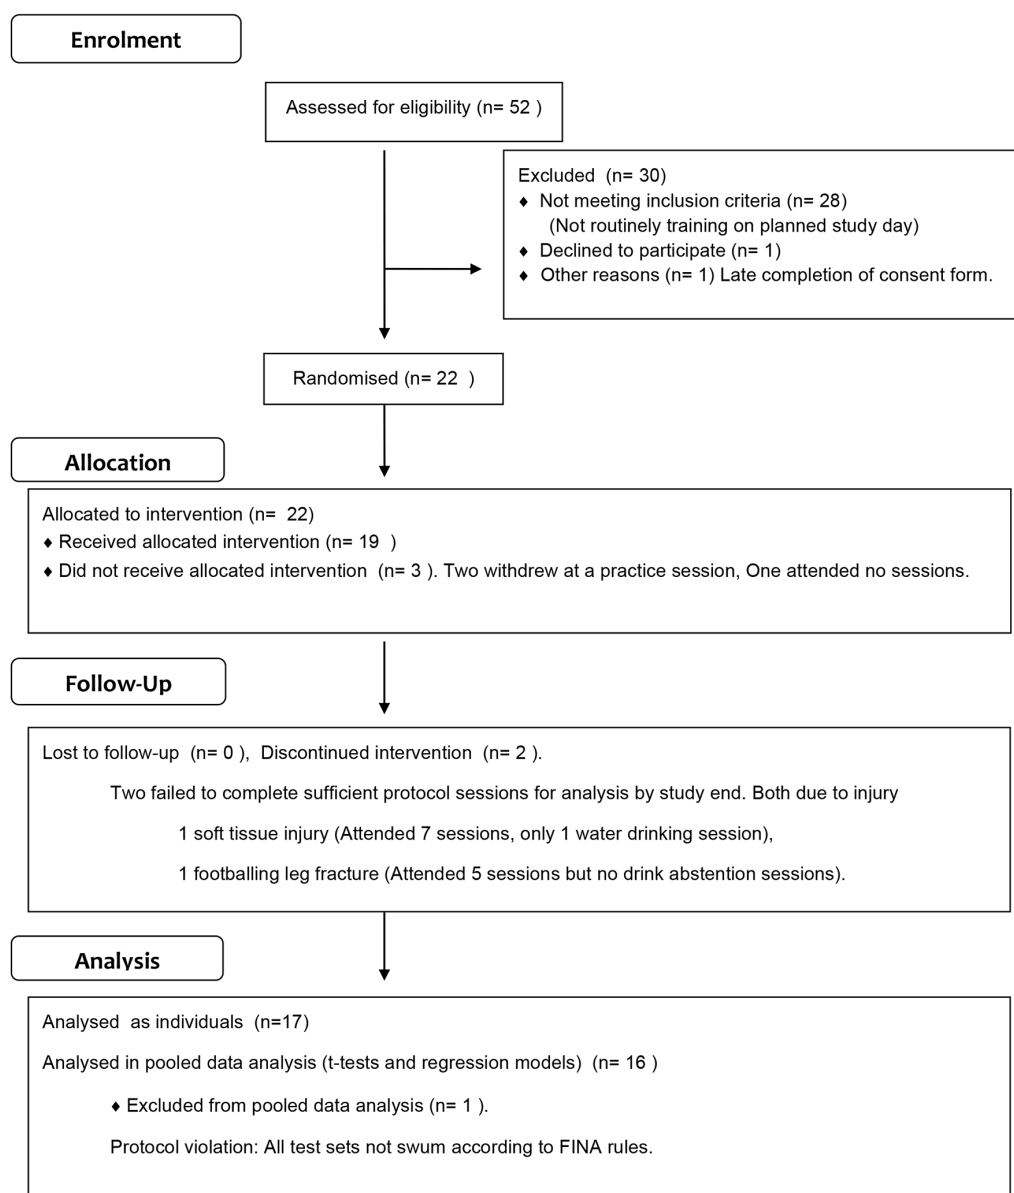 Enrolment
Assessed for eligibility (n= 52 )
Excluded (n= 30)
♦ Not meeting inclusion criteria (n= 28)
(Not routinely training on planned study day)
♦ Declined to participate (n= 1)
♦ Other reasons (n= 1) Late completion of consent form.
Randomised (n= 22 )
Allocation
Allocated to intervention (n= 22)
♦ Received allocated intervention (n= 19 )
♦ Did not receive allocated intervention (n= 3 ). Two withdrew at a practice session, One attended no sessions.
Follow-Up
Lost to follow-up (n= 0 ), Discontinued intervention (n= 2 ).
Two failed to complete sufficient protocol sessions for analysis by study end. Both due to injury
1 soft tissue injury (Attended 7 sessions, only 1 water drinking session),
1 footballing leg fracture (Attended 5 sessions but no drink abstention sessions).
Analysis
Analysed as individuals (n=17)
Analysed in pooled data analysis (t-tests and regression models) (n= 16 )
♦ Excluded from pooled data analysis (n= 1 ).
Protocol violation: All test sets not swum according to FINA rules.